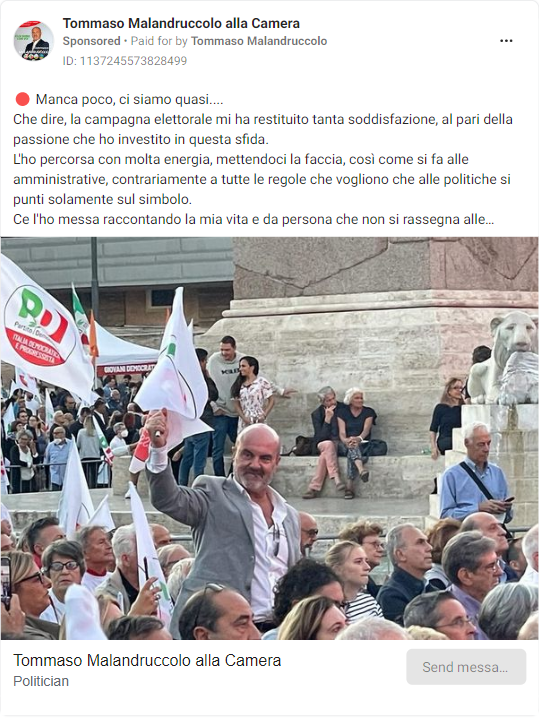 Tommaso Malandruccolo alla Camera
Sponsored • Paid for by Tommaso Malandruccolo
ID: 1137245573828499
🔴 Manca poco, ci siamo quasi....
Che dire, la campagna elettorale mi ha restituito tanta soddisfazione, al pari della
passione che ho investito in questa sfida.
L'ho percorsa con molta energia, mettendoci la faccia, così come si fa alle
amministrative, contrariamente a tutte le regole che vogliono che alle politiche si
punti solamente sul simbolo.
Ce l'ho messa raccontando la mia vita e da persona che non si rassegna alle...
PD
ITALIA DEMOCRATICA
E PROGRESSISTA
GIOVANI DEMOCRATICI
Tommaso Malandruccolo alla Camera
Politician
Send messa...